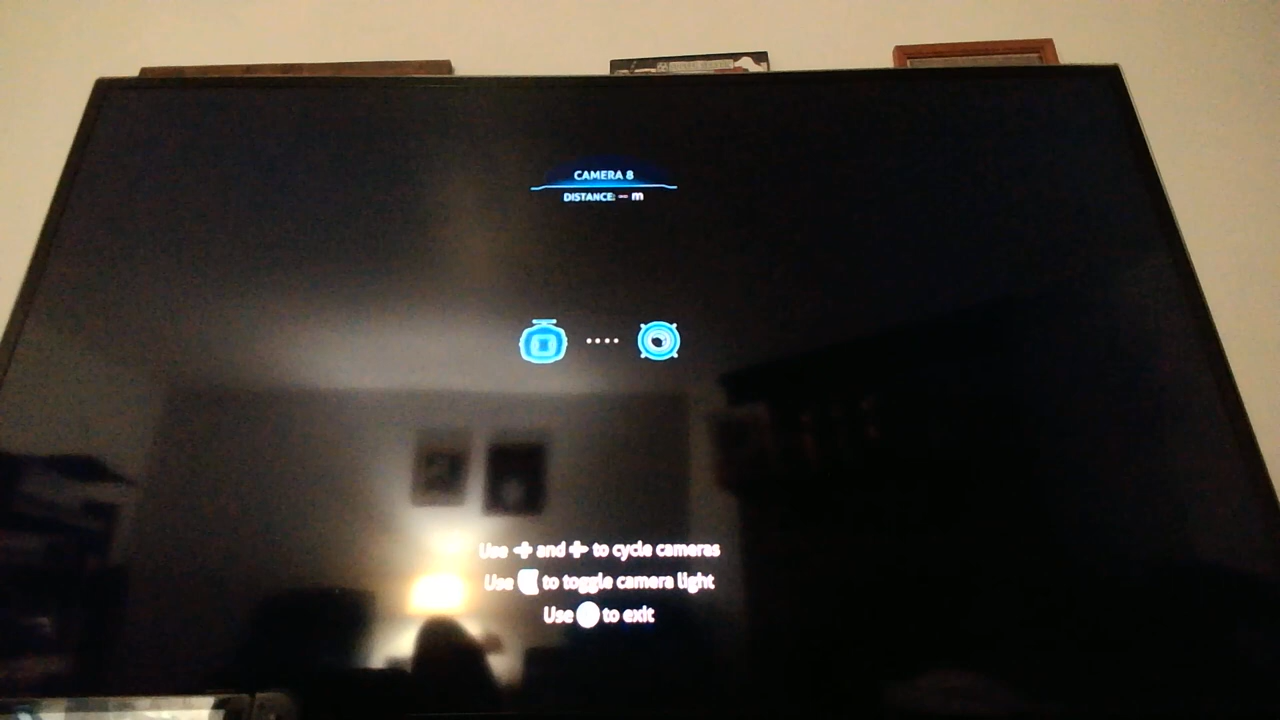 CAMERA 8
DISTANCE: -- m
Use and to cycle cameras
Use to toggle camera light
Use to exit